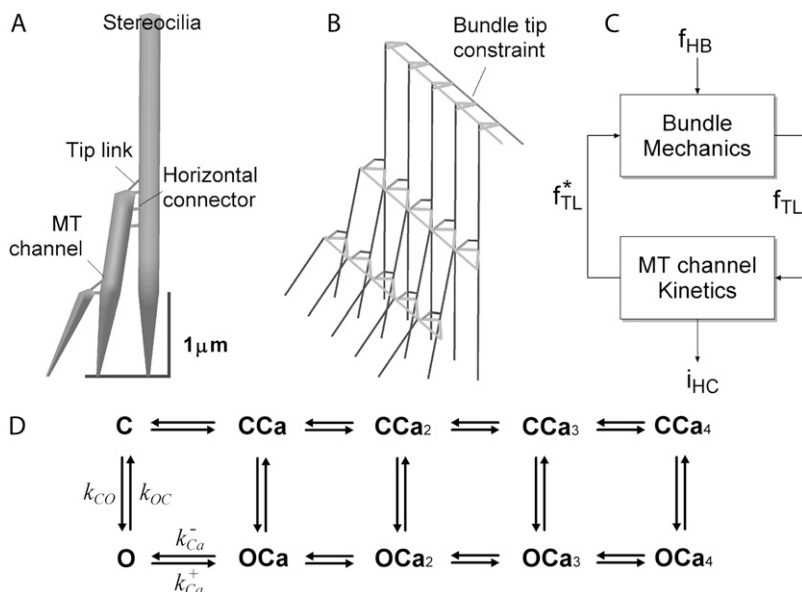 A
Stereocilia
Tip link
Horizontal
connector
MT
channel
1μm
B
Bundle tip
constraint
C
f_HB
Bundle
Mechanics
f*_TL
f_TL
MT channel
Kinetics
i_HC
D
C CCa CCa₂ CCa₃ CCa₄
k_CO k_OC
k⁻_Ca
O OCa OCa₂ OCa₃ OCa₄
k⁺_Ca